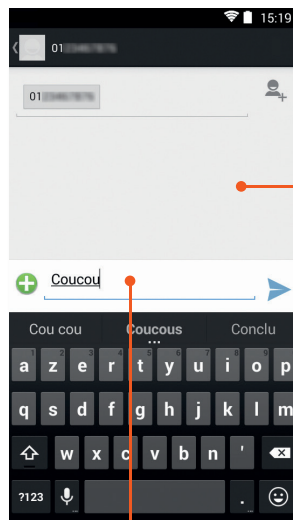 15:19
01
01
Coucou
Cou cou Coucous Conclu
a z e r t y u i o p
q s d f g h j k l m
w x c v b n '
?123 .